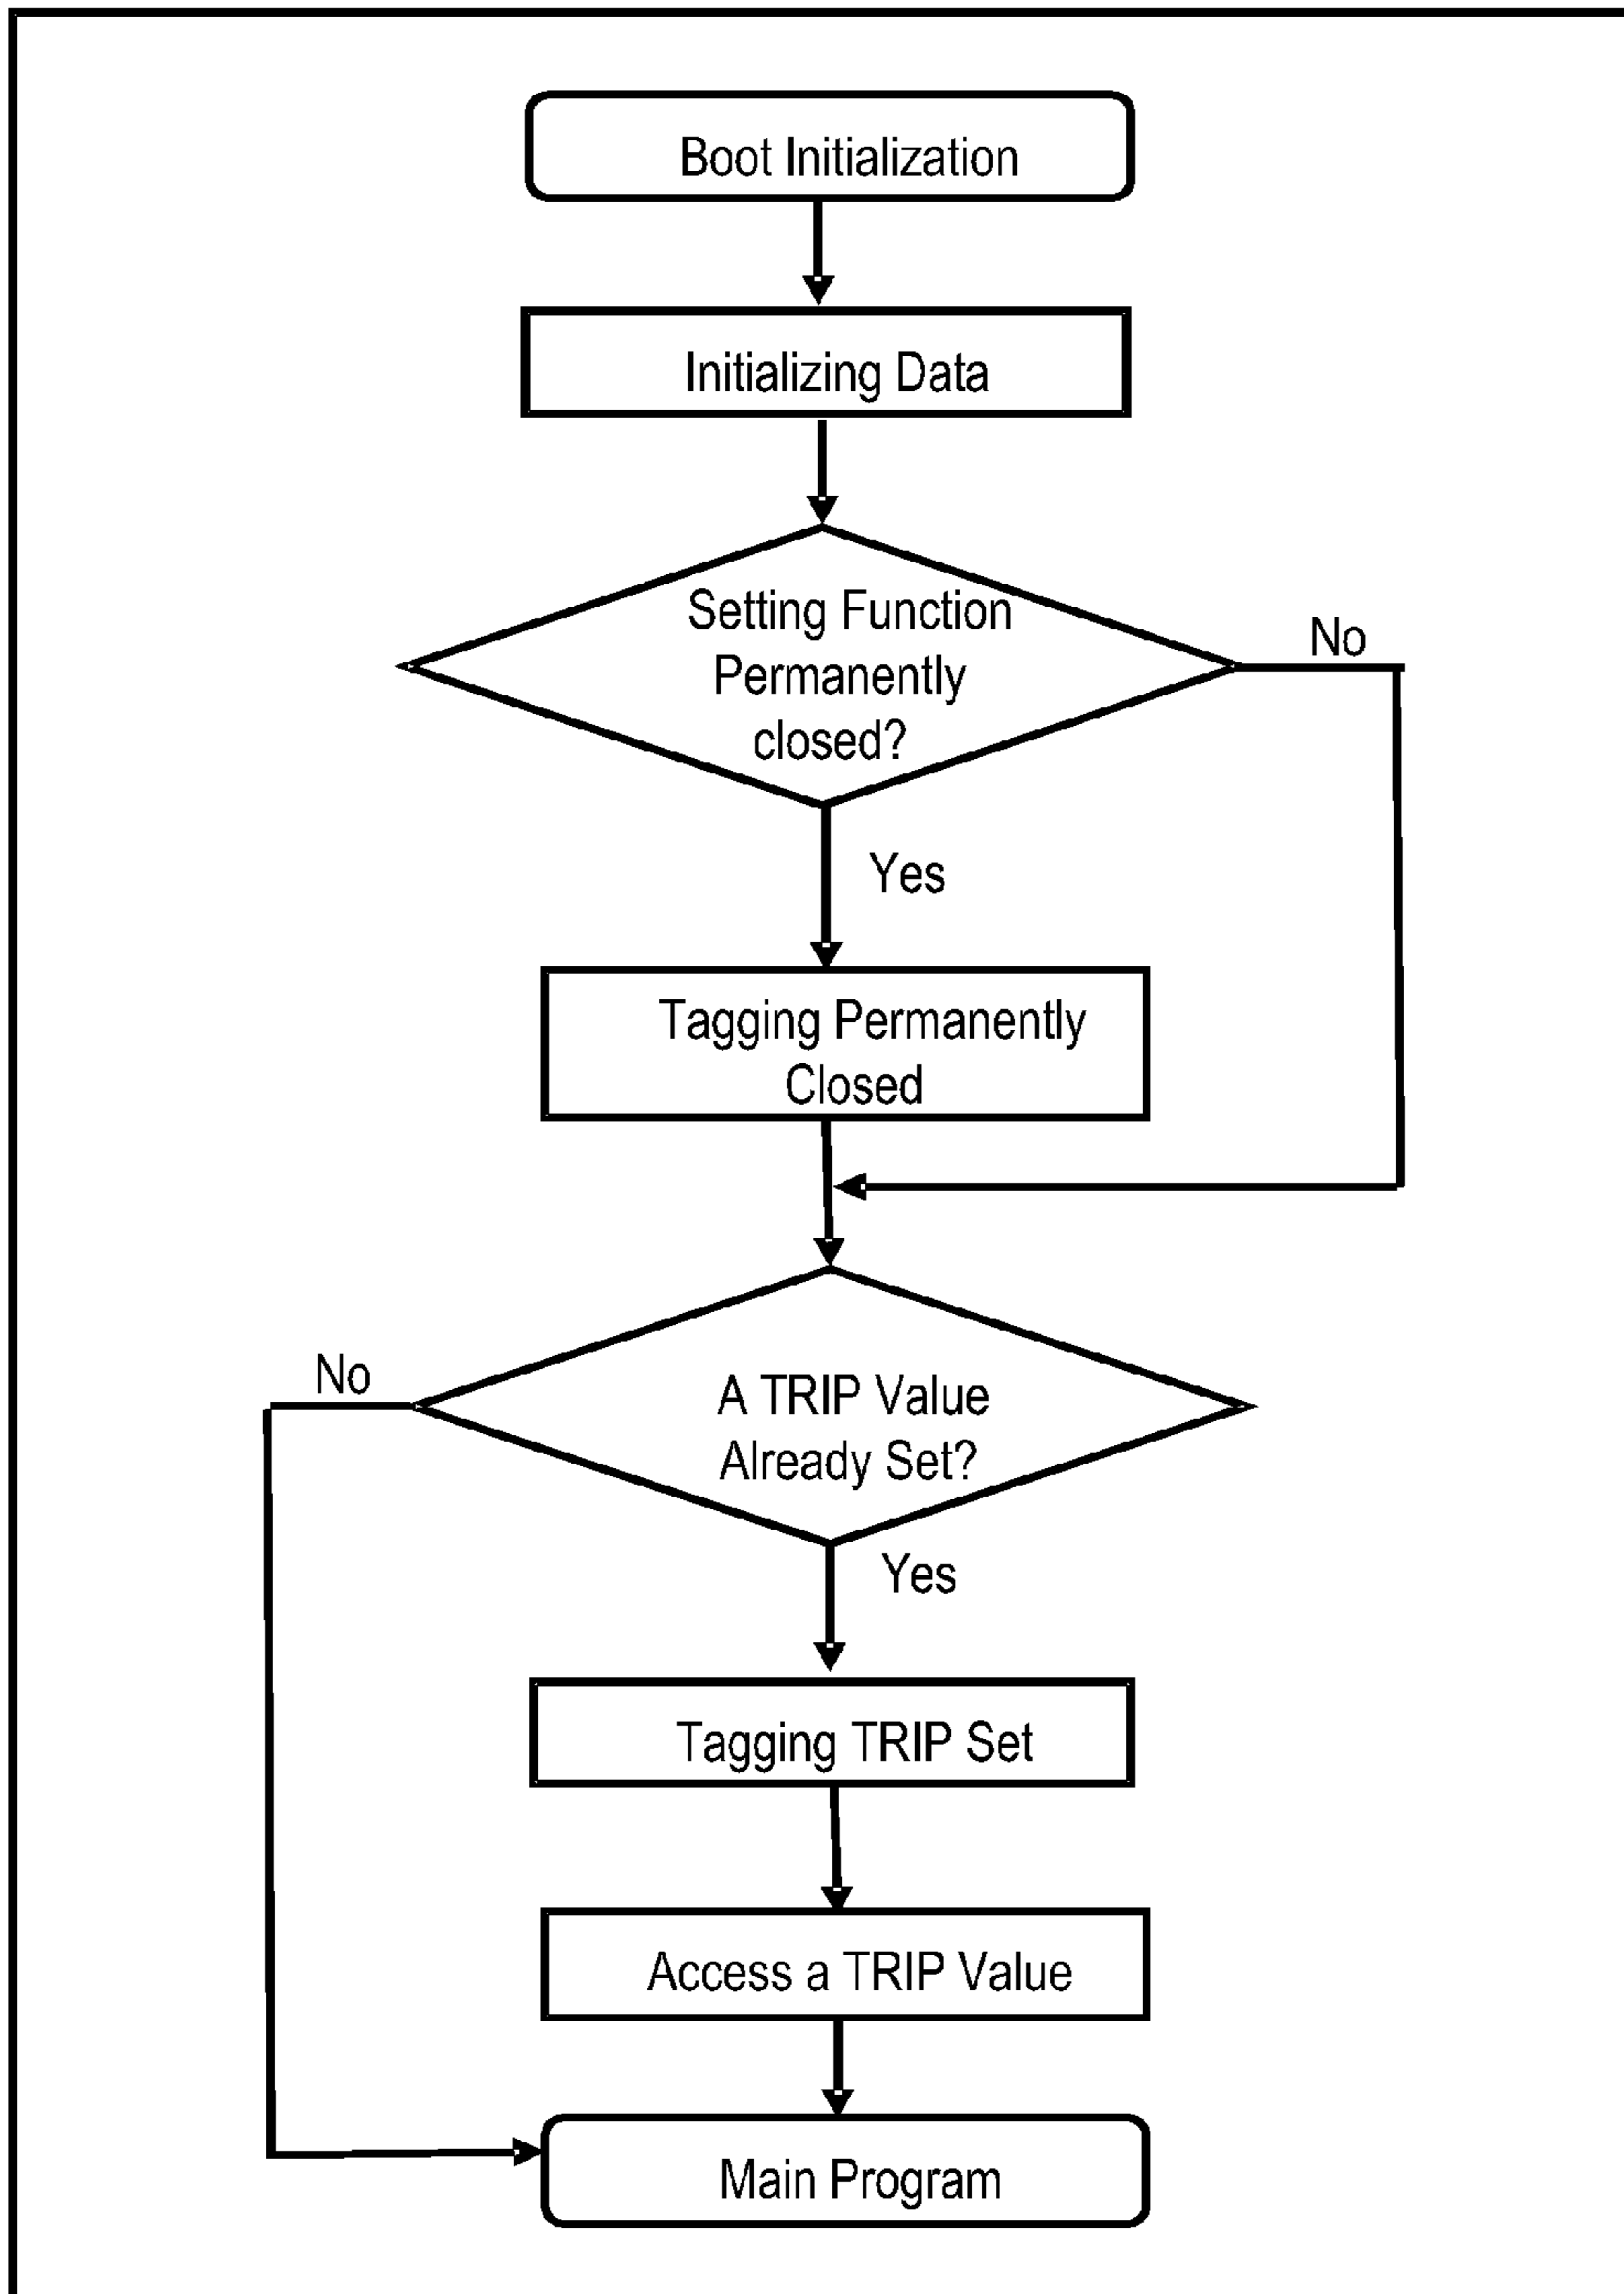 Boot Initialization
Initializing Data
Setting Function
Permanently
closed?
No
Yes
Tagging Permanently
Closed
No
A TRIP Value
Already Set?
Yes
Tagging TRIP Set
Access a TRIP Value
Main Program